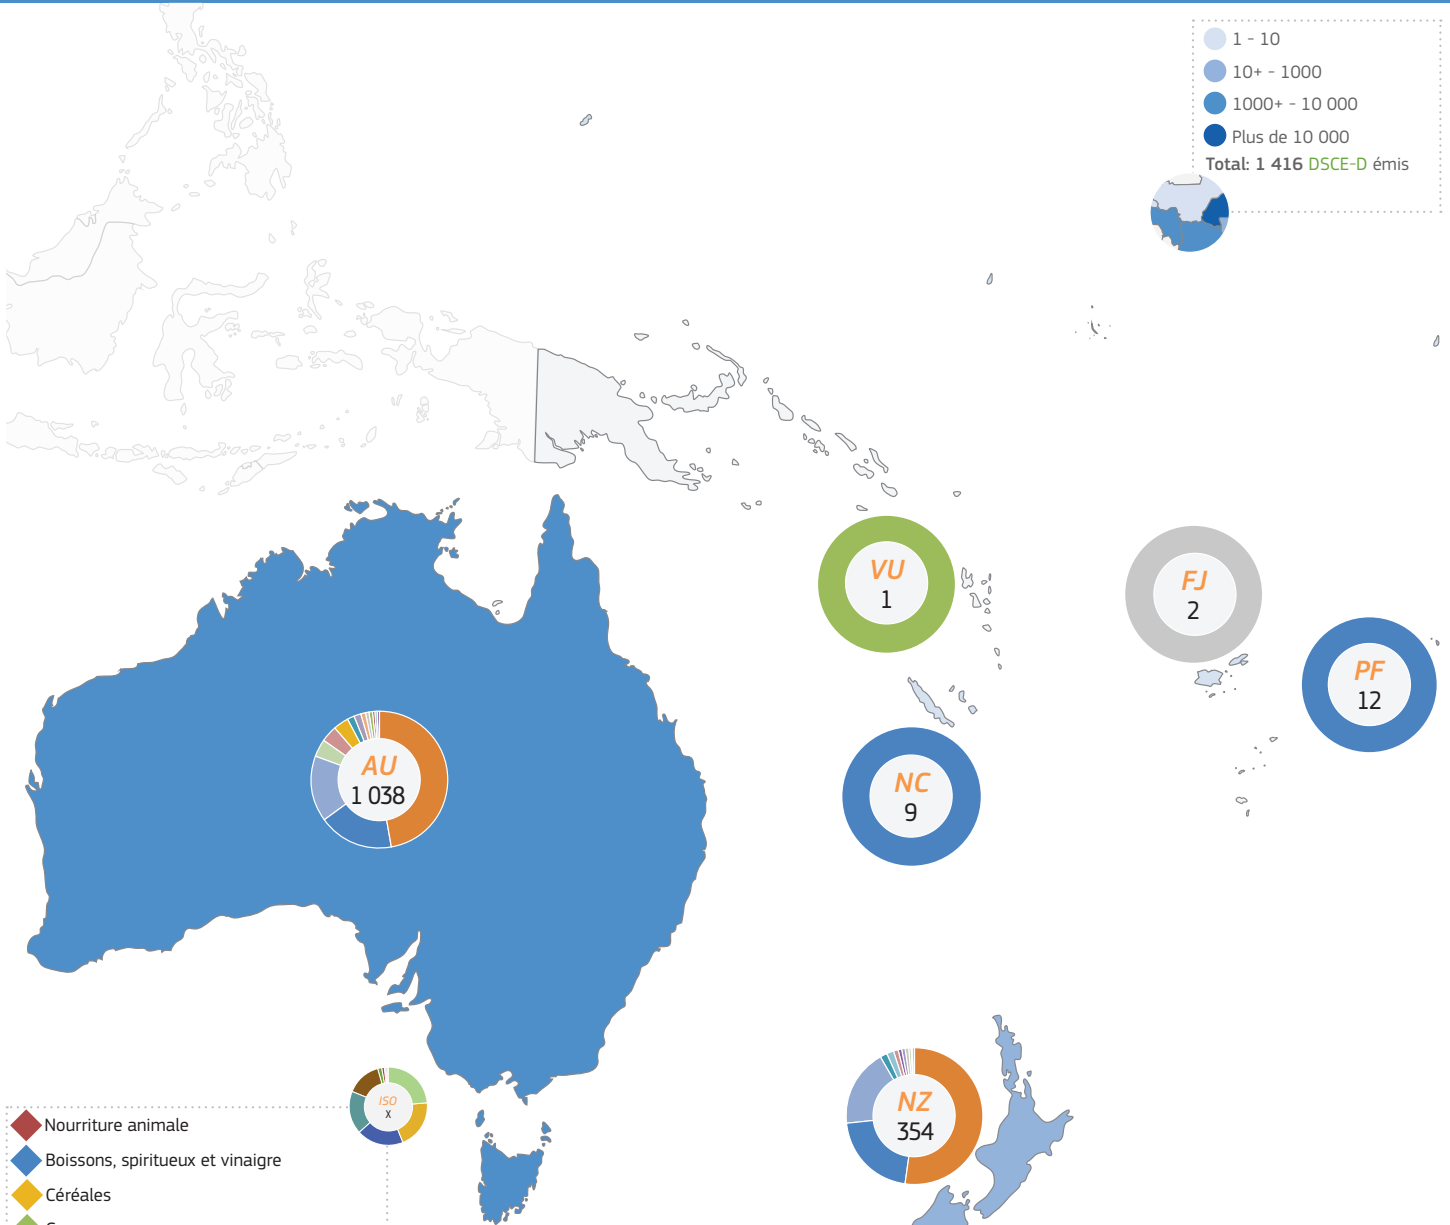 1 - 10
10+ - 1000
1000+ - 10 000
Plus de 10 000
Total: 1 416 DSCE-D émis
VU
1
FJ
2
PF
12
NC
9
AU
1 038
NZ
354
ISO
X
Nourriture animale
Boissons, spiritueux et vinaigre
Céréales